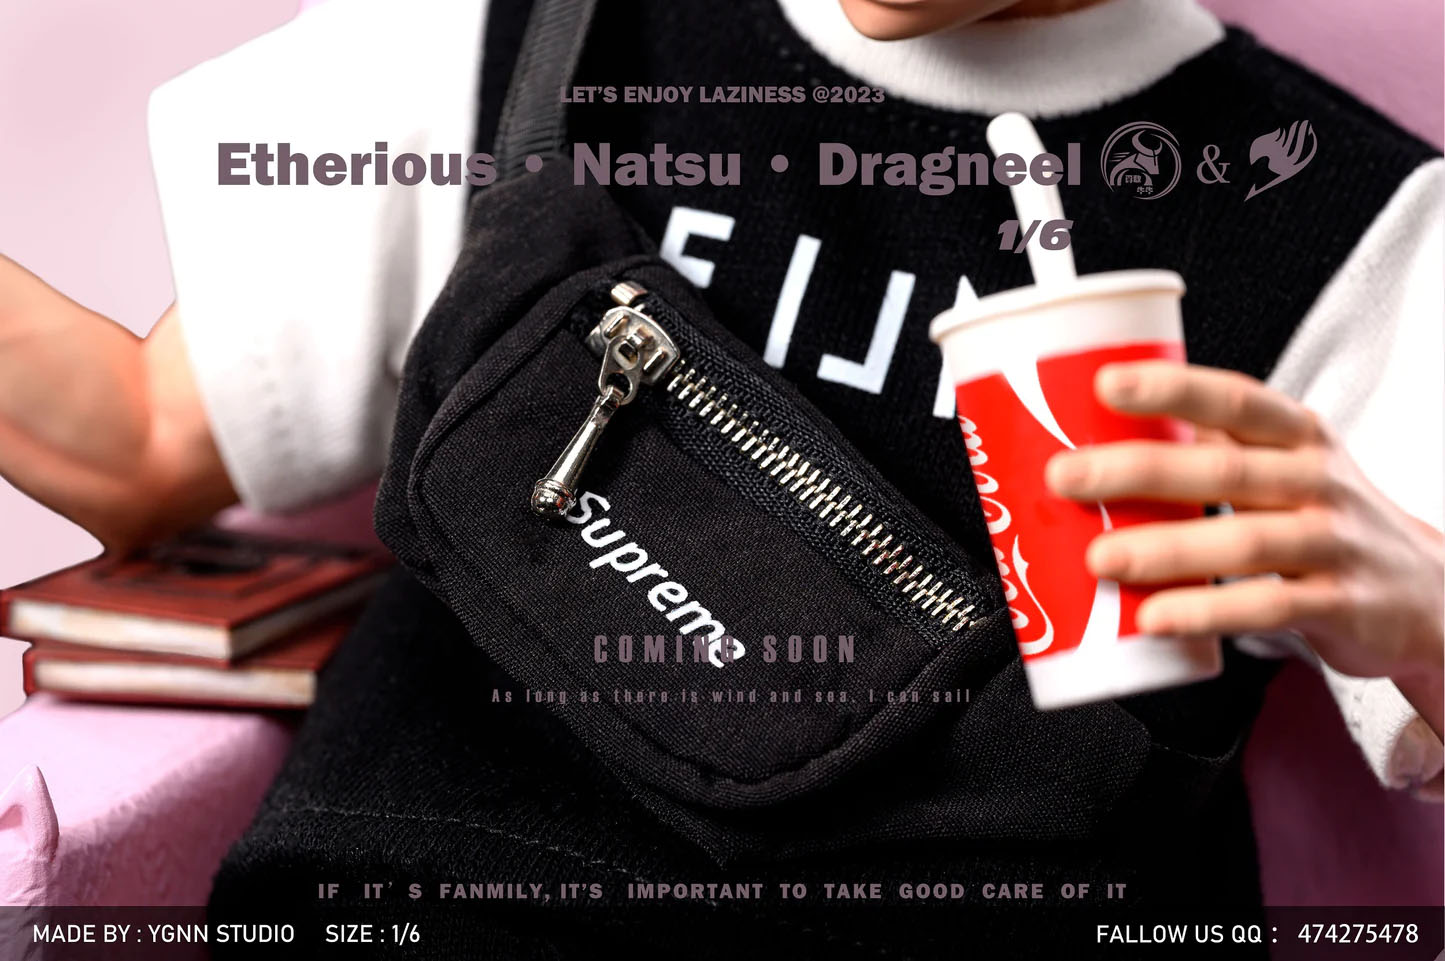 LET'S ENJOY LAZINESS @2023
Etherious • Natsu • Dragneel &
1/6
Supreme
COMING SOON
As long as there is wind and sea, I can sail
IF IT'S FANMILY, IT'S IMPORTANT TO TAKE GOOD CARE OF IT
MADE BY : YGNN STUDIO SIZE : 1/6
FALLOW US QQ : 474275478